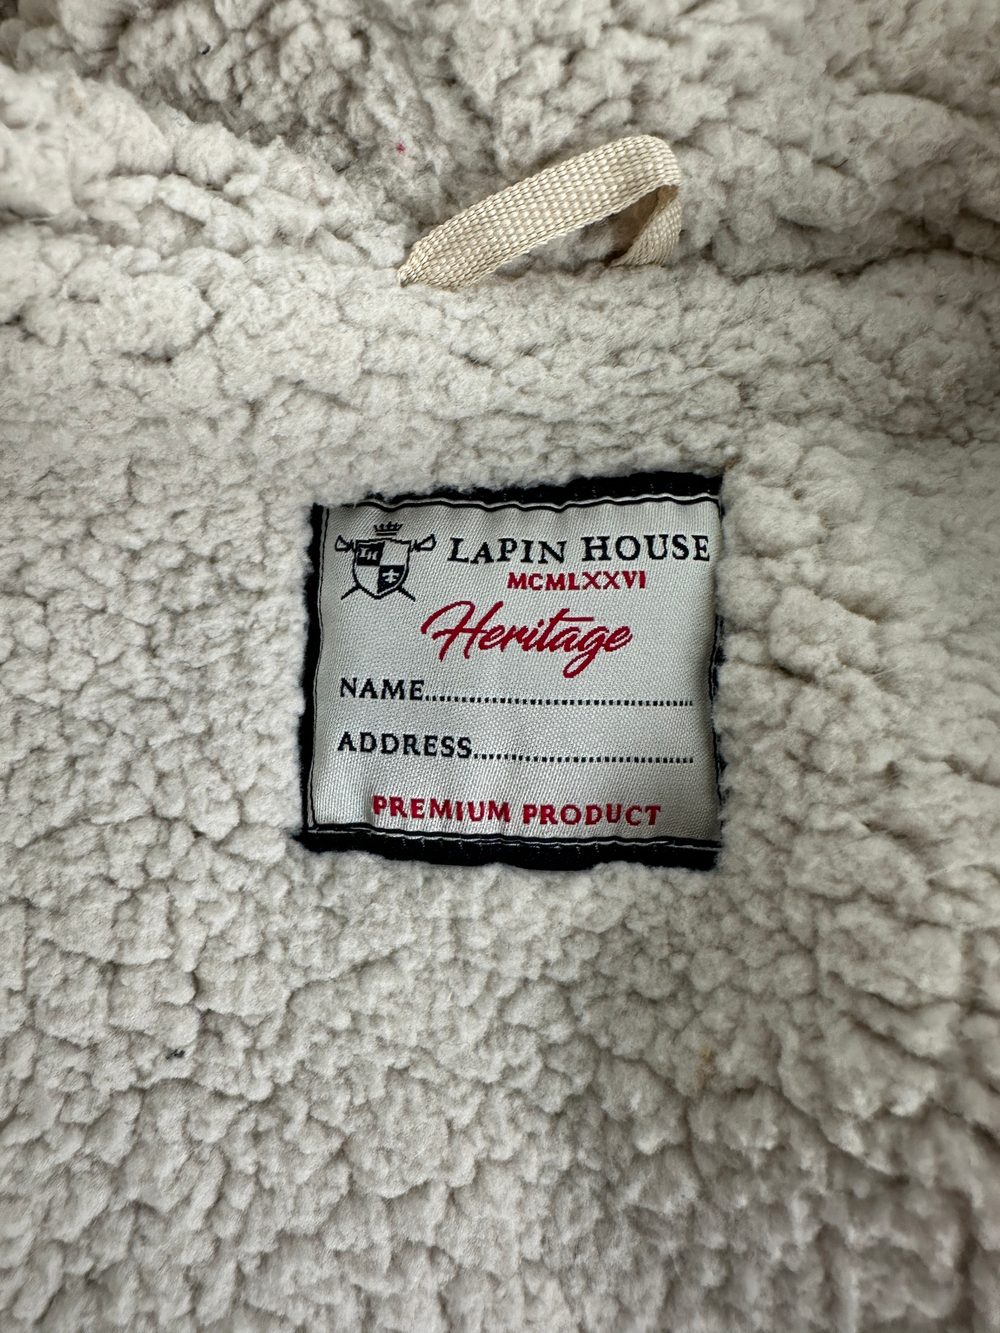 LAPIN HOUSE
MCMLXXVI
Heritage
NAME................................................
ADDRESS........................................
PREMIUM PRODUCT